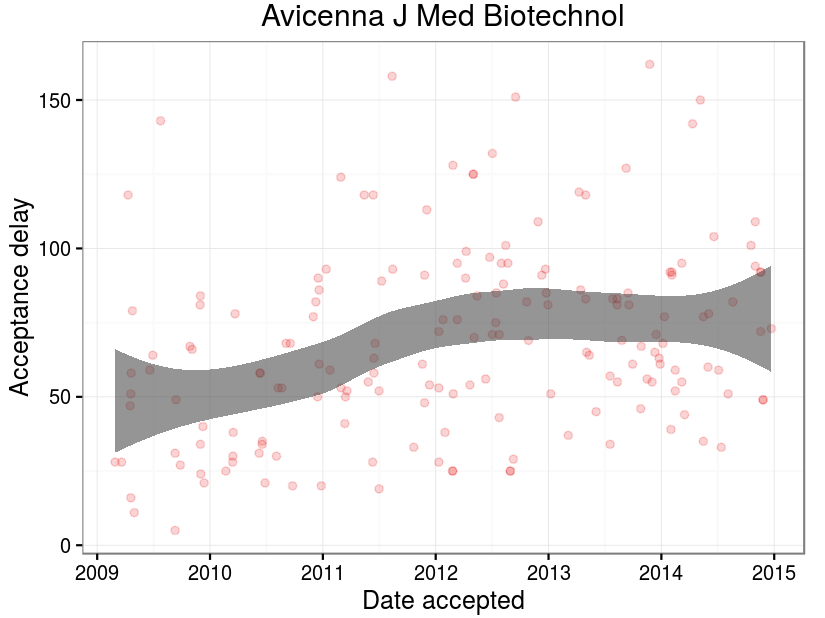 Avicenna J Med Biotechnol
Acceptance delay
150
100
50
0
2009 2010 2011 2012 2013 2014 2015
Date accepted